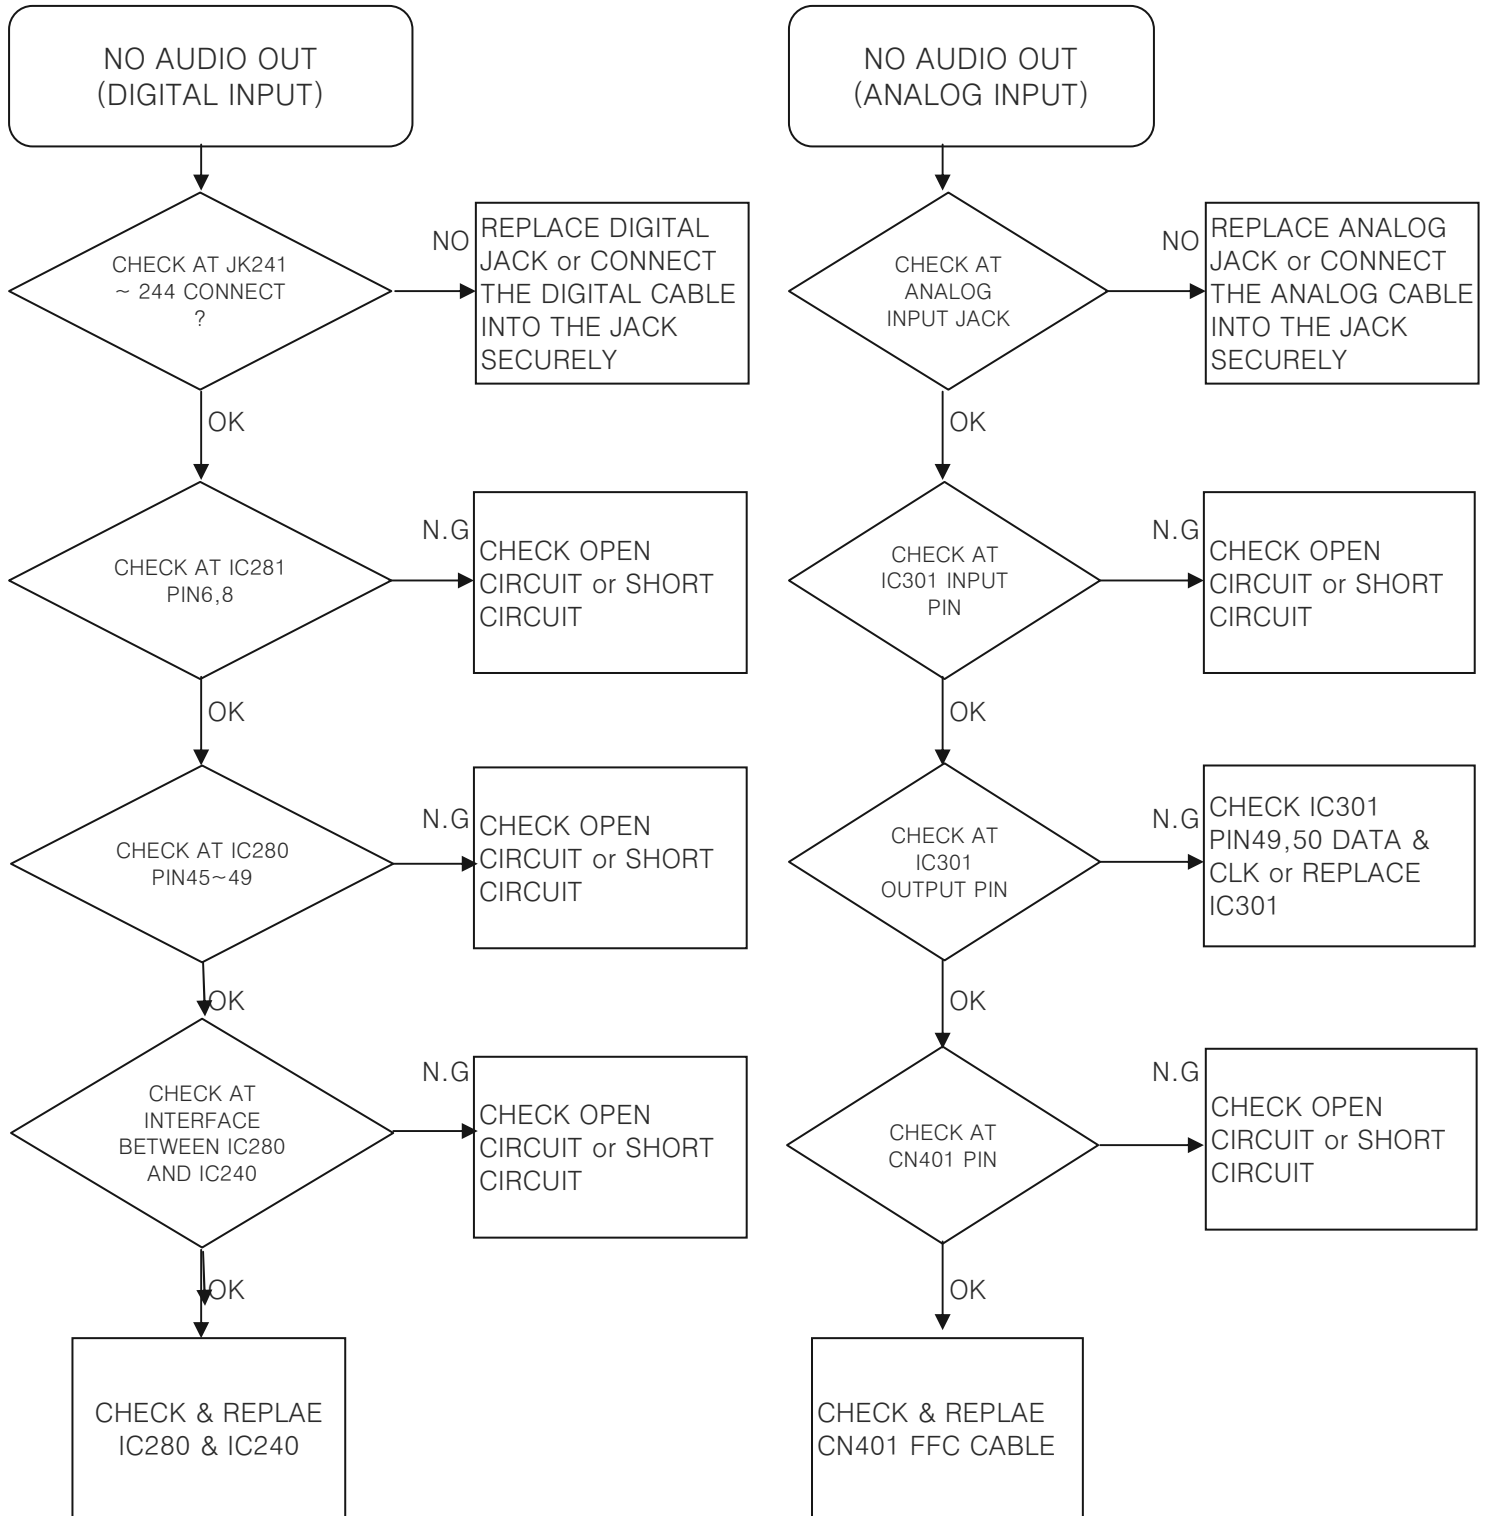 NO AUDIO OUT
(DIGITAL INPUT)
CHECK AT JK241
~ 244 CONNECT
?
NO
REPLACE DIGITAL
JACK or CONNECT
THE DIGITAL CABLE
INTO THE JACK
SECURELY
OK
CHECK AT IC281
PIN6,8
N.G
CHECK OPEN
CIRCUIT or SHORT
CIRCUIT
OK
CHECK AT IC280
PIN45~49
N.G
CHECK OPEN
CIRCUIT or SHORT
CIRCUIT
OK
CHECK AT
INTERFACE
BETWEEN IC280
AND IC240
N.G
CHECK OPEN
CIRCUIT or SHORT
CIRCUIT
OK
CHECK & REPLAE
IC280 & IC240
NO AUDIO OUT
(ANALOG INPUT)
CHECK AT
ANALOG
INPUT JACK
NO
REPLACE ANALOG
JACK or CONNECT
THE ANALOG CABLE
INTO THE JACK
SECURELY
OK
CHECK AT
IC301 INPUT
PIN
N.G
CHECK OPEN
CIRCUIT or SHORT
CIRCUIT
OK
CHECK AT
IC301
OUTPUT PIN
N.G
CHECK IC301
PIN49,50 DATA &
CLK or REPLACE
IC301
OK
CHECK AT
CN401 PIN
N.G
CHECK OPEN
CIRCUIT or SHORT
CIRCUIT
OK
CHECK & REPLAE
CN401 FFC CABLE